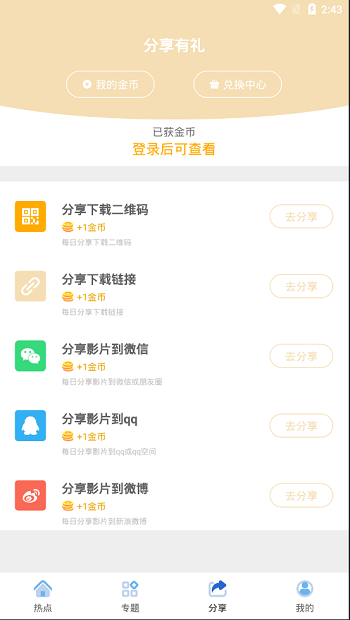 2:43
分享有礼
我的金币
兑换中心
已获金币
登录后可查看
分享下载二维码
+1金币
每日分享下载二维码
去分享
分享下载链接
+1金币
每日分享下载链接
去分享
分享影片到微信
+1金币
每日分享影片到微信或朋友圈
去分享
分享影片到qq
+1金币
每日分享影片到qq或qq空间
去分享
分享影片到微博
+1金币
每日分享影片到新浪微博
去分享
热点
专题
分享
我的